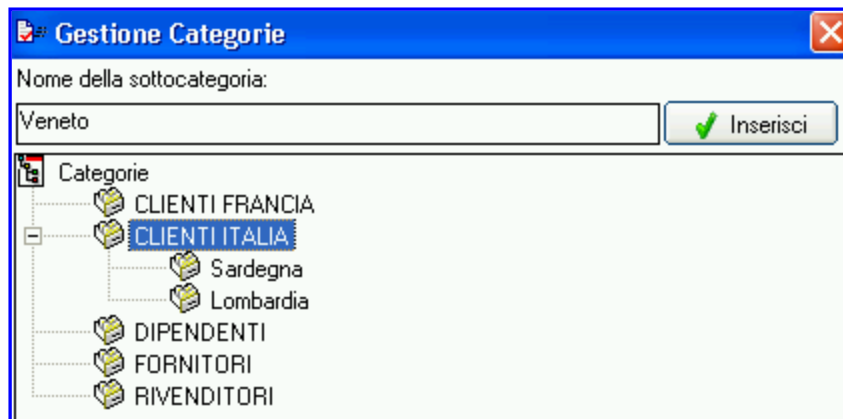 Gestione Categorie
Nome della sottocategoria:
Veneto
Inserisci
Categorie
CLIENTI FRANCIA
CLIENTI ITALIA
Sardegna
Lombardia
DIPENDENTI
FORNITORI
RIVENDITORI